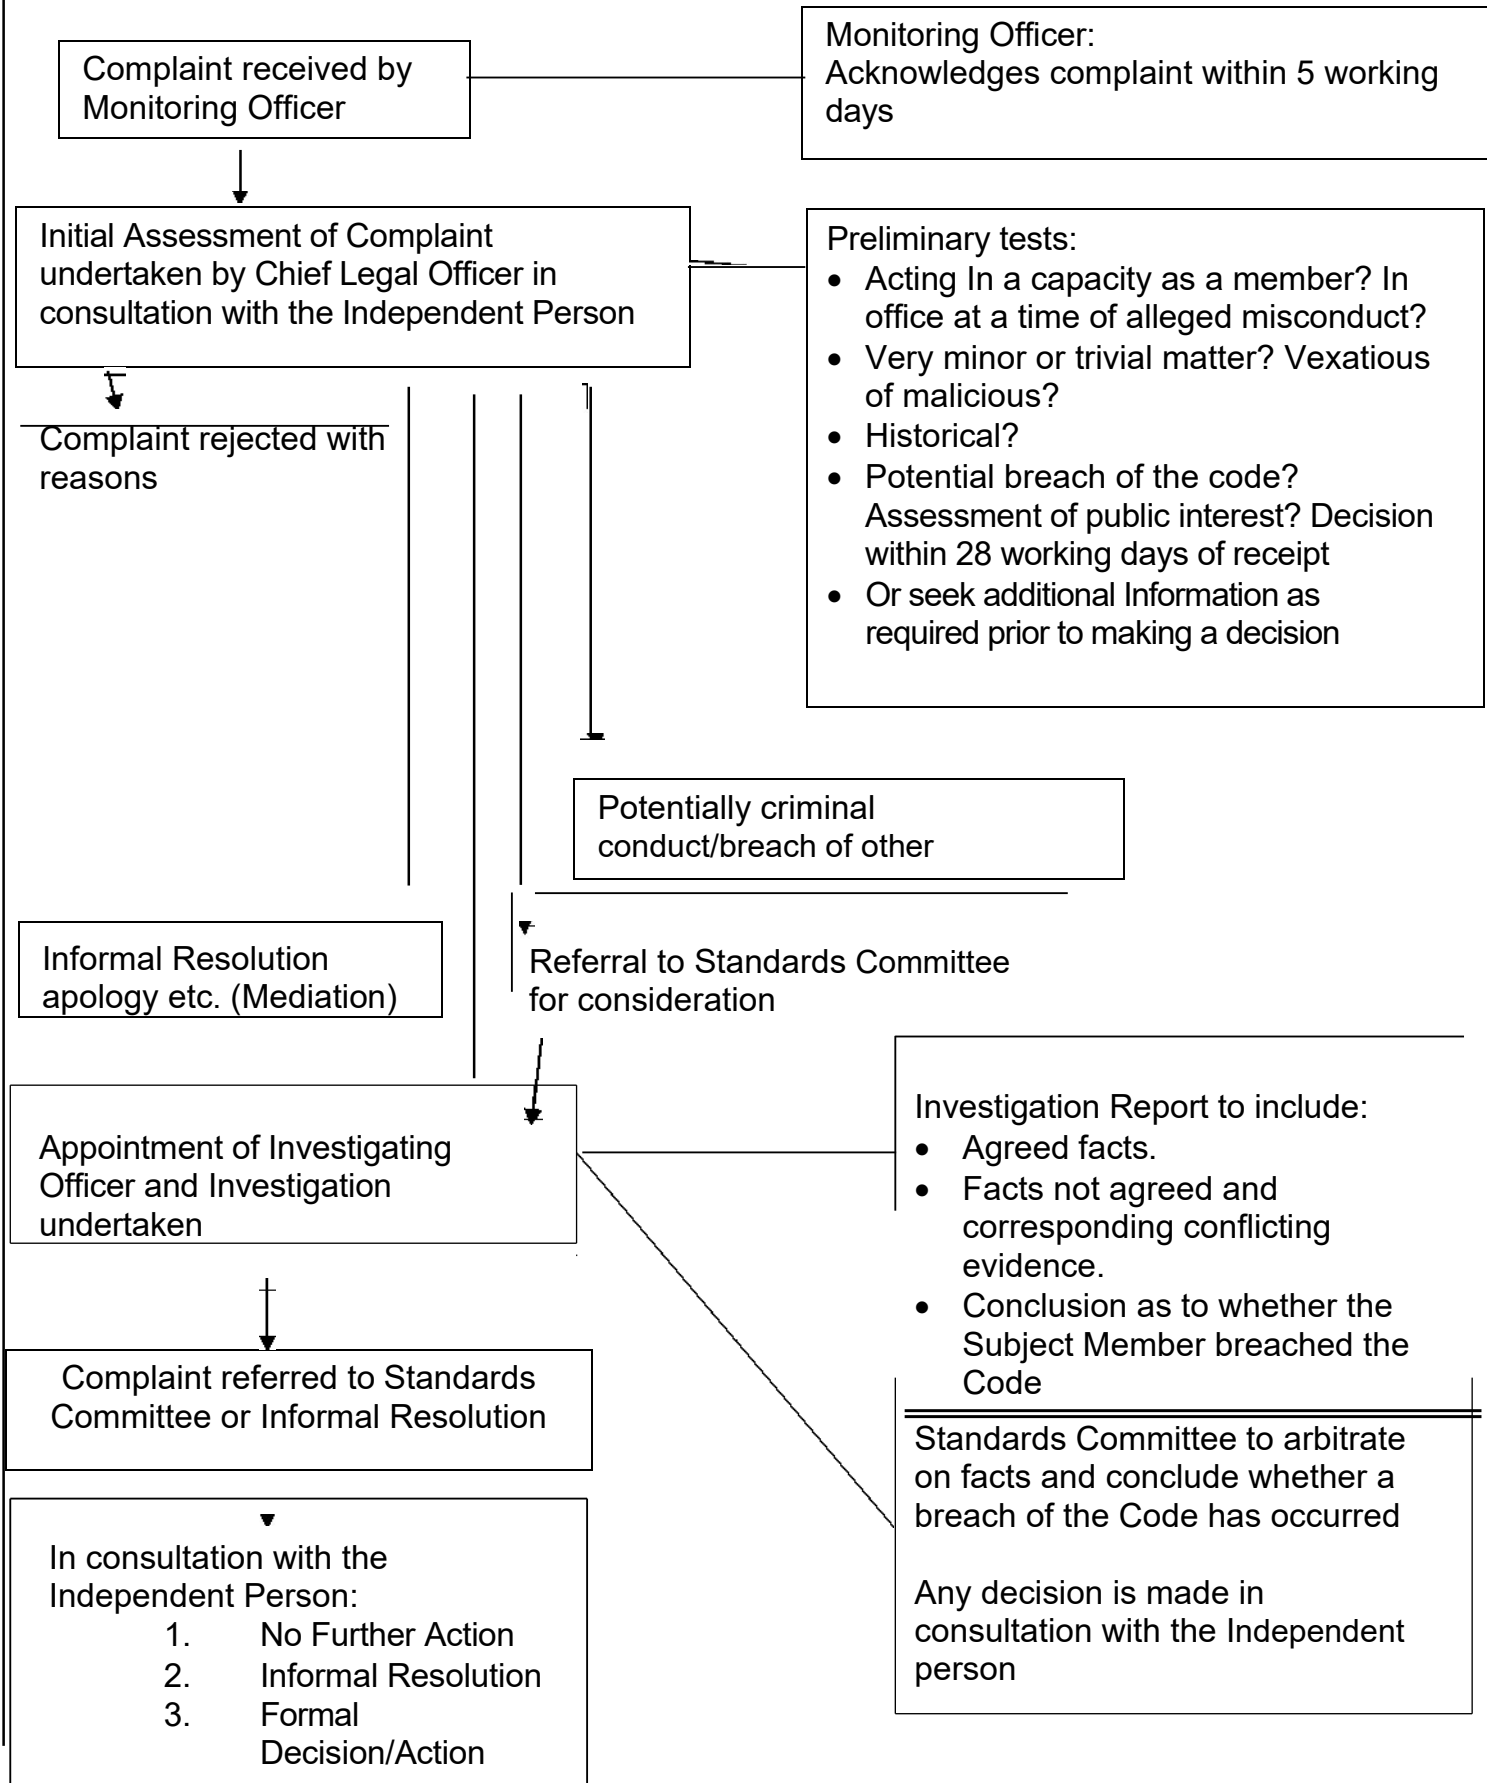 Complaint received by
Monitoring Officer
Monitoring Officer:
Acknowledges complaint within 5 working
days
Initial Assessment of Complaint
undertaken by Chief Legal Officer in
consultation with the Independent Person
Preliminary tests:
• Acting In a capacity as a member? In
office at a time of alleged misconduct?
• Very minor or trivial matter? Vexatious
of malicious?
• Historical?
• Potential breach of the code?
Assessment of public interest? Decision
within 28 working days of receipt
• Or seek additional Information as
required prior to making a decision
Complaint rejected with
reasons
Potentially criminal
conduct/breach of other
Informal Resolution
apology etc. (Mediation)
Referral to Standards Committee
for consideration
Appointment of Investigating
Officer and Investigation
undertaken
Investigation Report to include:
• Agreed facts.
• Facts not agreed and
corresponding conflicting
evidence.
• Conclusion as to whether the
Subject Member breached the
Code
Complaint referred to Standards
Committee or Informal Resolution
Standards Committee to arbitrate
on facts and conclude whether a
breach of the Code has occurred
Any decision is made in
consultation with the Independent
person
In consultation with the
Independent Person:
1. No Further Action
2. Informal Resolution
3. Formal
Decision/Action